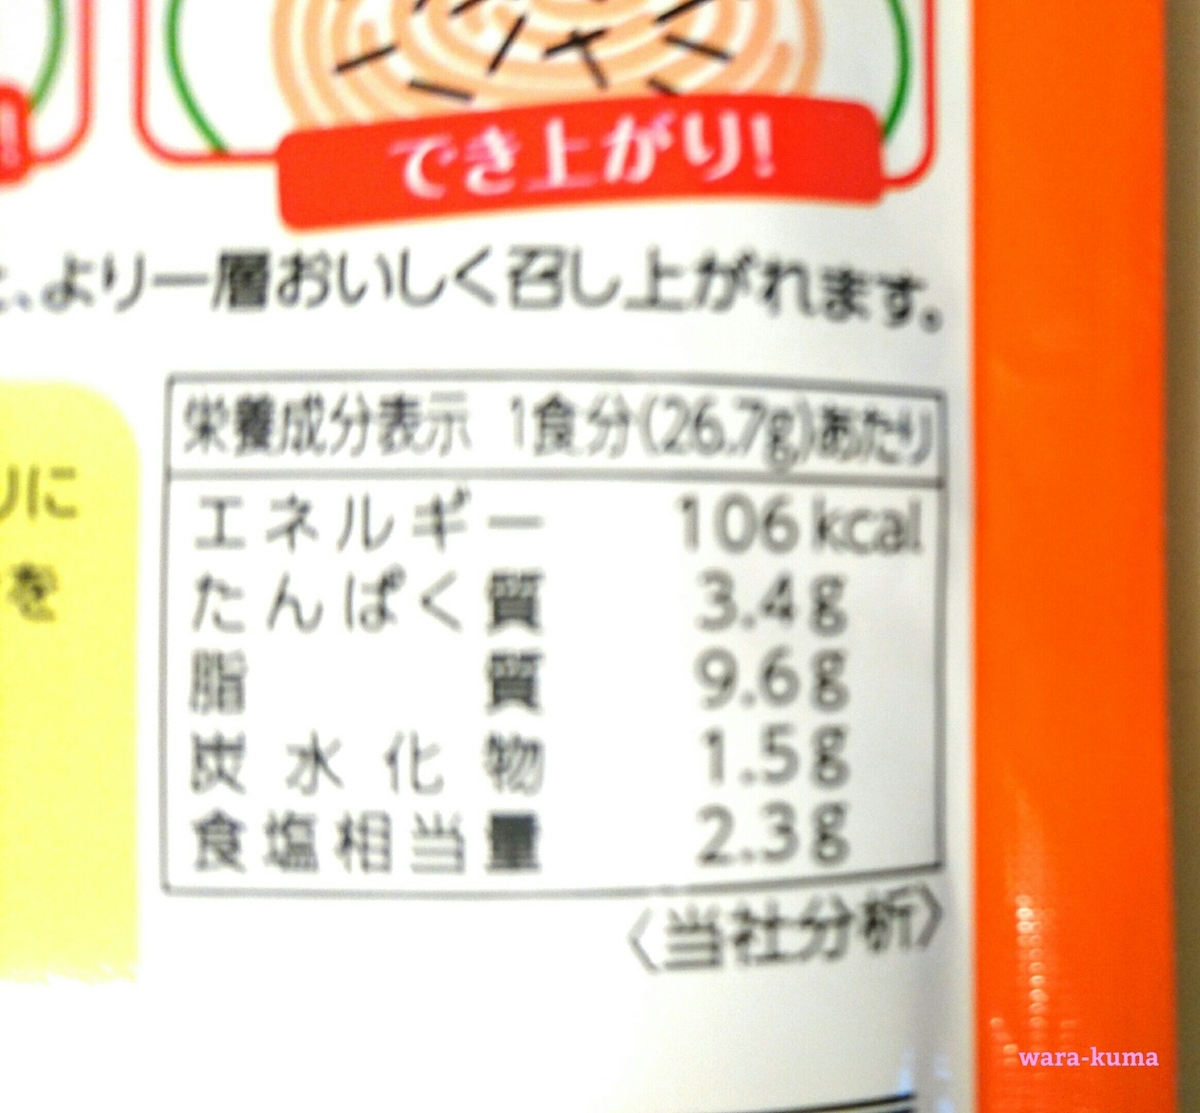 !
でき上がり!
、より一層おいしく召し上がれます。
栄養成分表示 1食分(26.7g)あたり
エネルギー 106kcal
たんぱく質 3.4g
脂質 9.6g
炭水化物 1.5g
食塩相当量 2.3g
〈当社分析〉
りに
を
wara-kuma